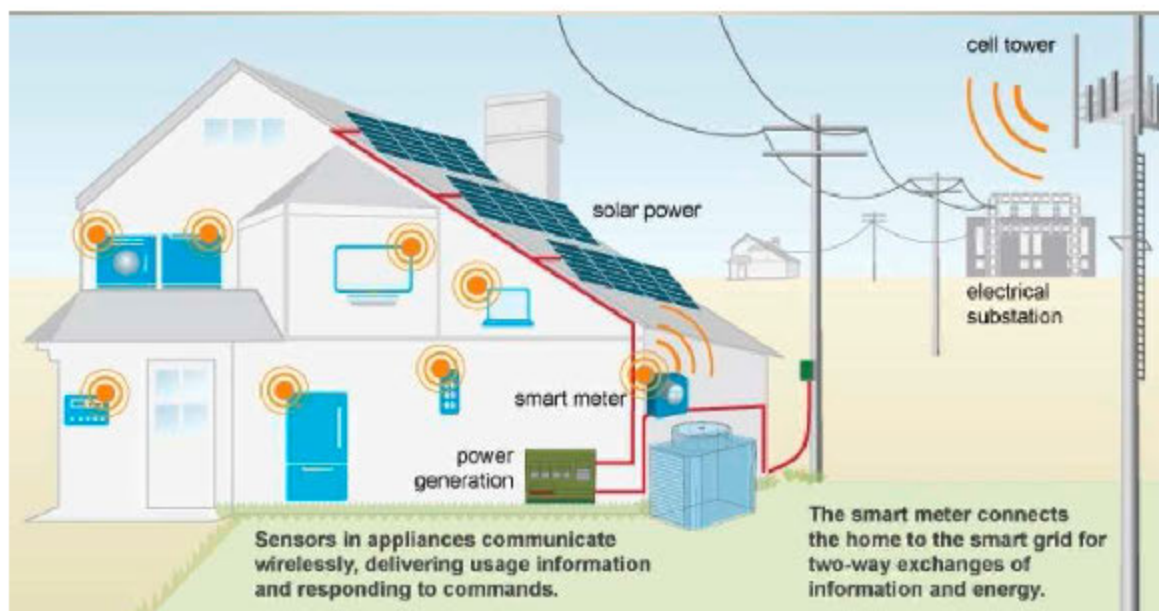 cell tower
solar power
electrical
substation
smart meter
power
generation
Sensors in appliances communicate
wirelessly, delivering usage information
and responding to commands.
The smart meter connects
the home to the smart grid for
two-way exchanges of
information and energy.